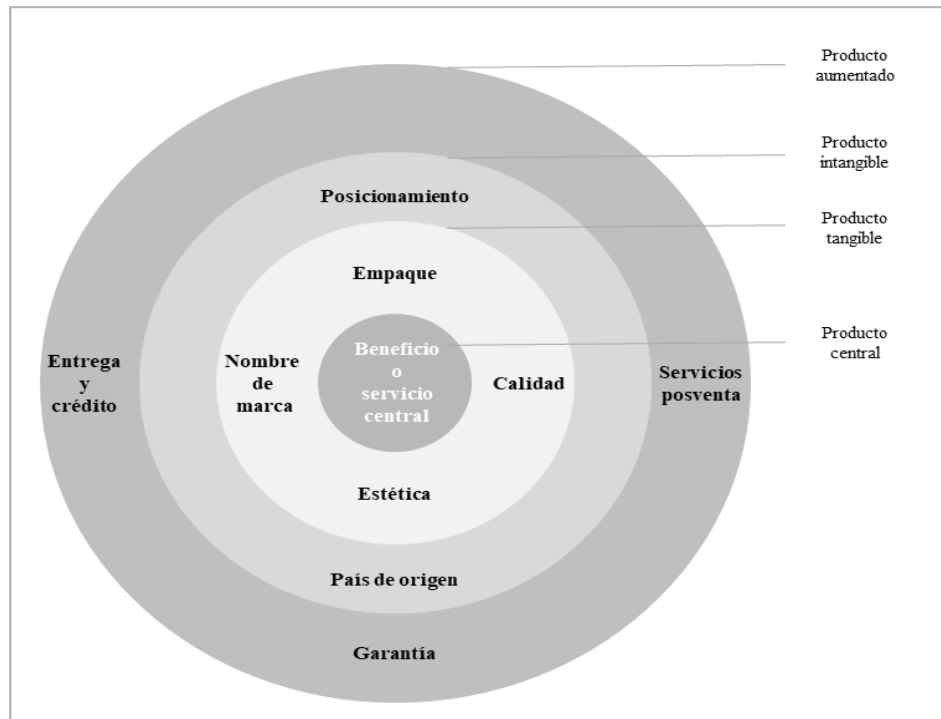 Producto
aumentado
Producto
intangible
Posicionamiento
Producto
tangible
Empaque
Producto
central
Beneficio
o
servicio
central
Entrega
y
crédito
Nombre
de
marca
Calidad
Servicios
posventa
Estética
País de origen
Garantía